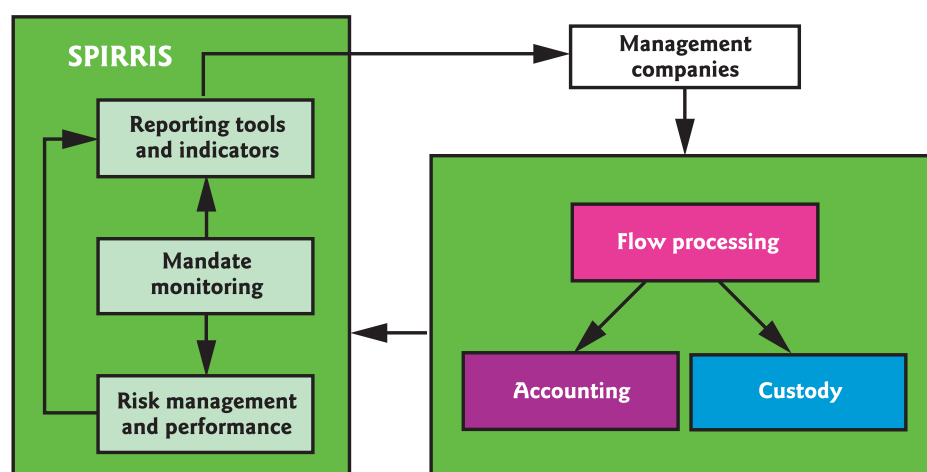 SPIRRIS
Reporting tools
and indicators
Mandate
monitoring
Risk management
and performance
Management
companies
Flow processing
Accounting
Custody